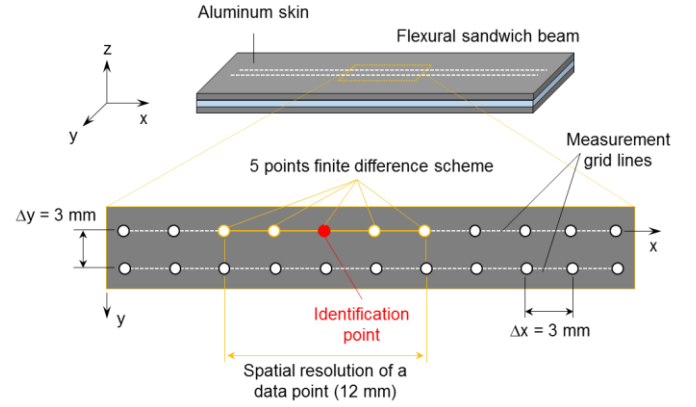 Aluminum skin
Flexural sandwich beam
z
x
y
Measurement
grid lines
5 points finite difference scheme
Δy = 3 mm
x
y
Identification
point
Δx = 3 mm
Spatial resolution of a
data point (12 mm)